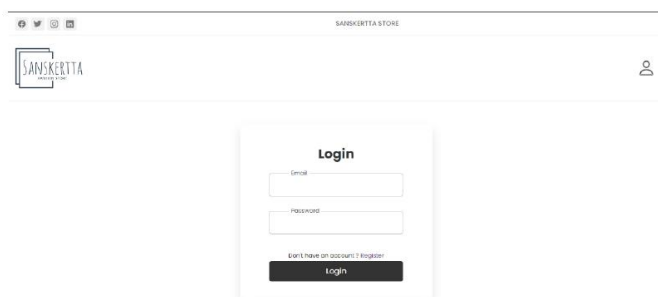 SANSKERTTA STORE
SANSKERTTA
Login
Email
Password
Don't have an account ? Register
Login